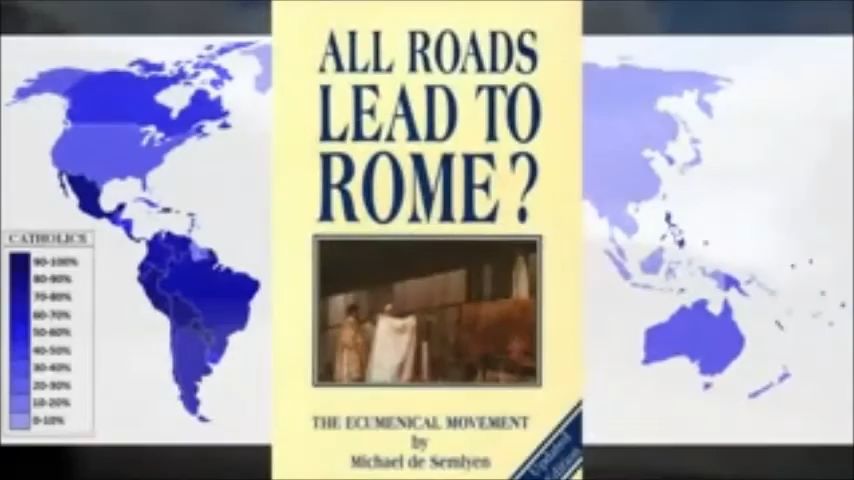 ALL ROADS
LEAD TO
ROME?
THE ECUMENICAL MOVEMENT
by
Michael de Semlyen
Updated
Edition
CATHOLICS
90-100%
80-90%
70-80%
60-70%
50-60%
40-50%
30-40%
20-30%
10-20%
0-10%